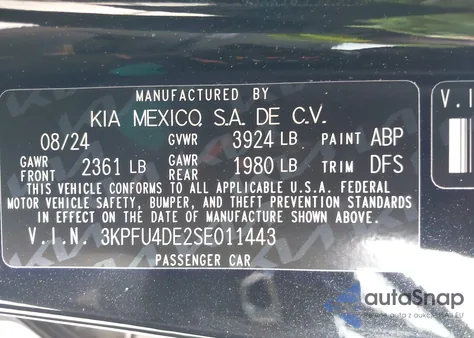 MANUFACTURED BY
KIA MEXICO, S.A. DE C.V.
08/24 GVWR 3924 LB PAINT ABP
GAWR FRONT 2361 LB GAWR REAR 1980 LB TRIM DFS
THIS VEHICLE CONFORMS TO ALL APPLICABLE U.S.A. FEDERAL
MOTOR VEHICLE SAFETY, BUMPER, AND THEFT PREVENTION STANDARDS
IN EFFECT ON THE DATE OF MANUFACTURE SHOWN ABOVE.
V.I.N. 3KPFU4DE2SE011443
PASSENGER CAR
V.I
autoSnap